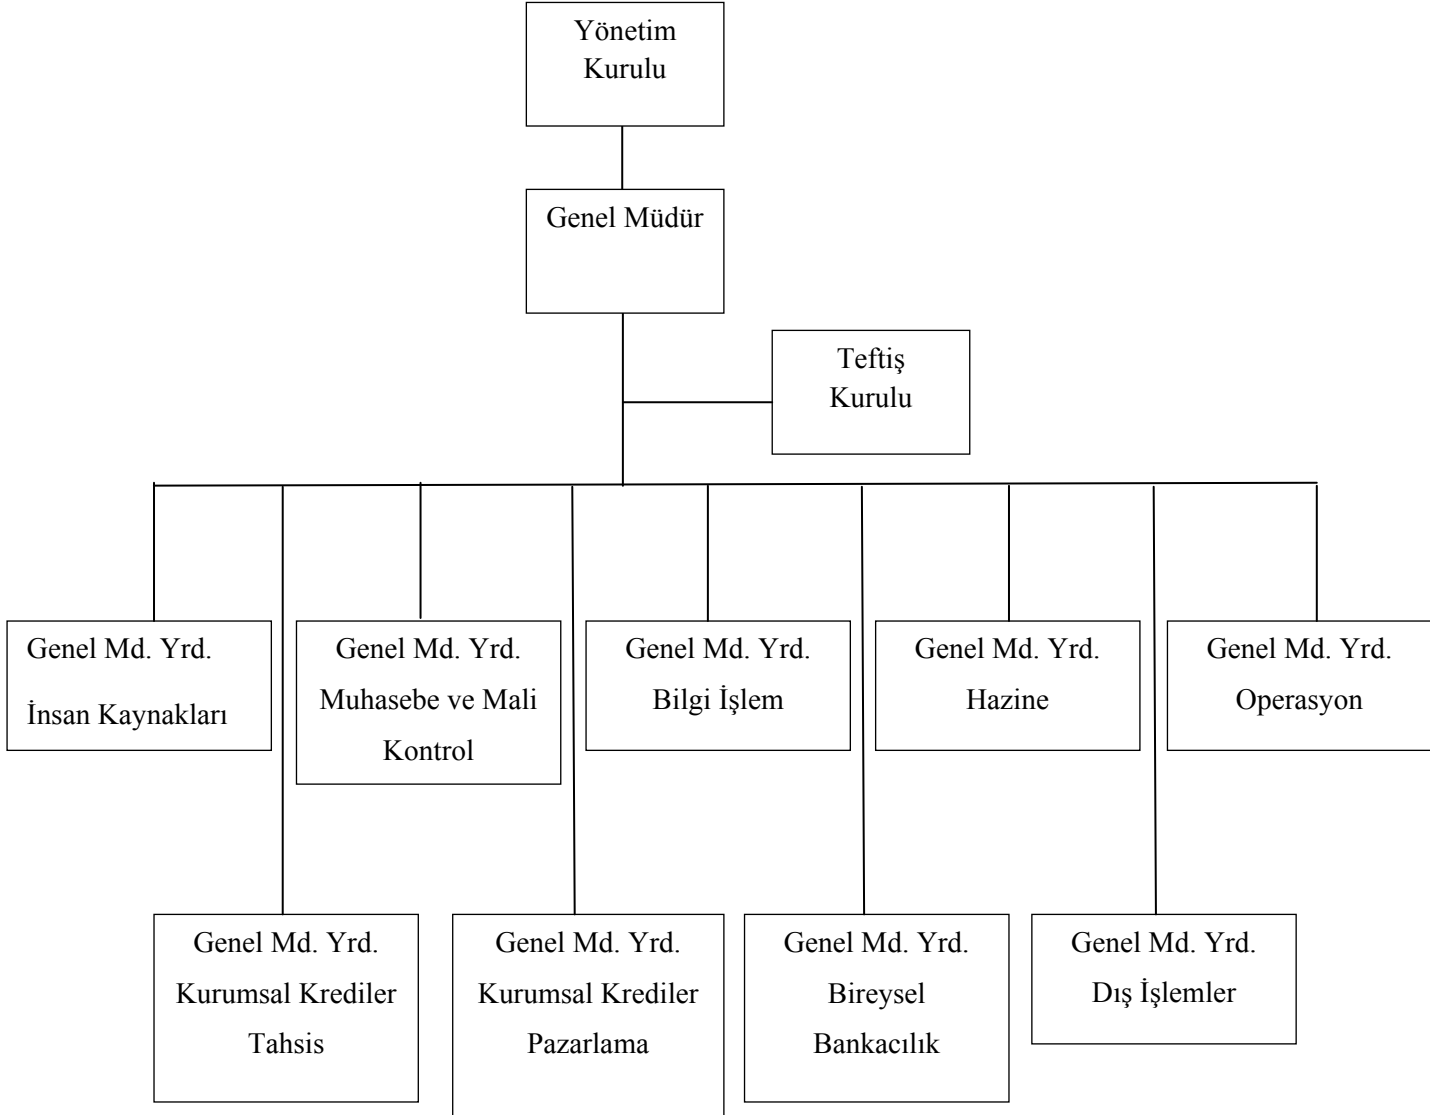 Yönetim
Kurulu
Genel Müdür
Teftiş
Kurulu
Genel Md. Yrd.
İnsan Kaynakları
Genel Md. Yrd.
Muhasebe ve Mali
Kontrol
Genel Md. Yrd.
Bilgi İşlem
Genel Md. Yrd.
Hazine
Genel Md. Yrd.
Operasyon
Genel Md. Yrd.
Kurumsal Krediler
Tahsis
Genel Md. Yrd.
Kurumsal Krediler
Pazarlama
Genel Md. Yrd.
Bireysel
Bankacılık
Genel Md. Yrd.
Dış İşlemler